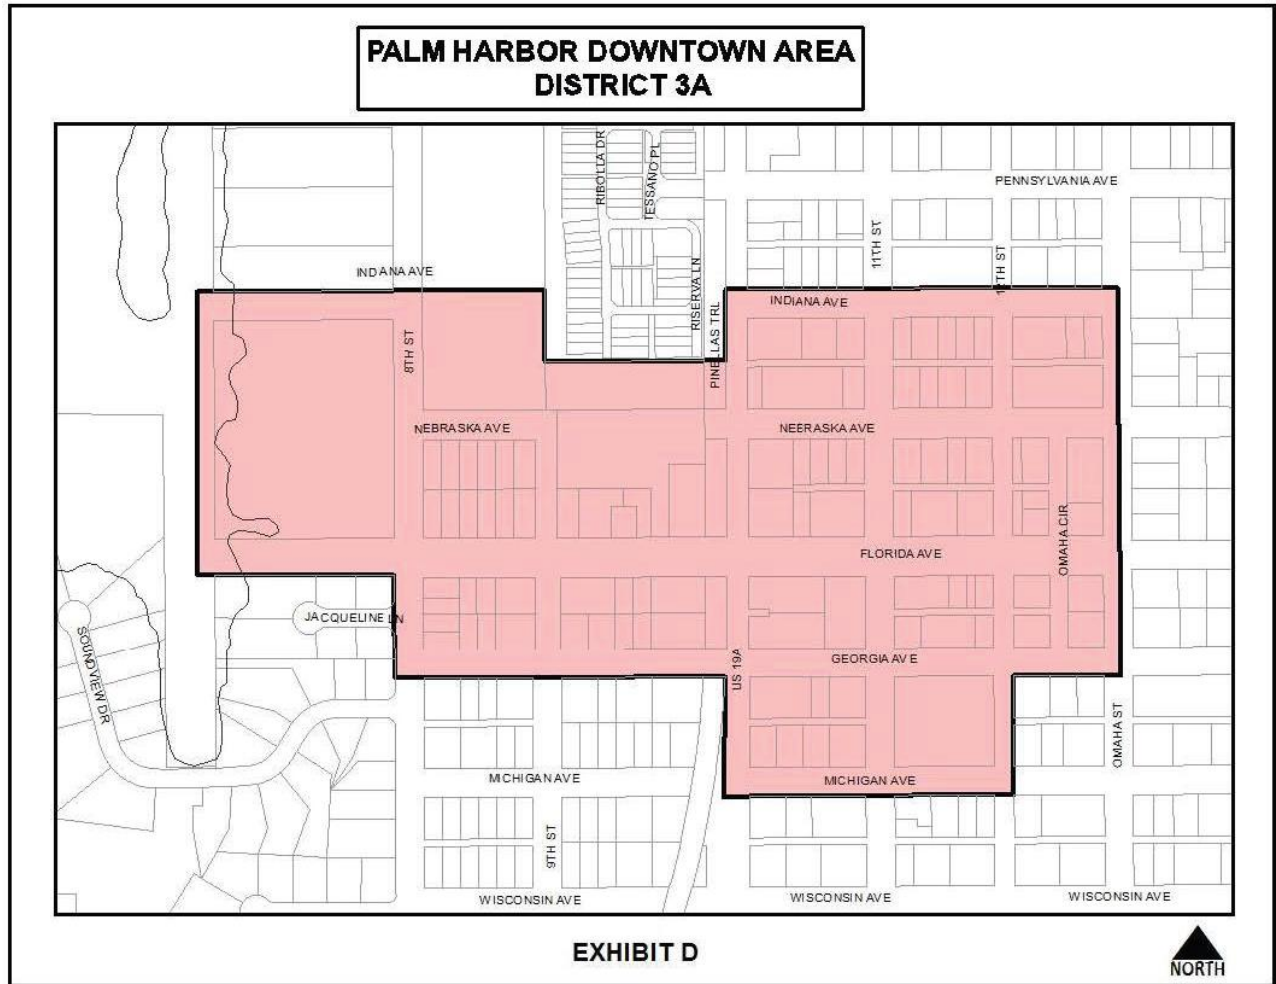 PALM HARBOR DOWNTOWN AREA
DISTRICT 3A
RIBOLLA DR
TESSANO PL
PENNSYLVANIA AVE
11TH ST
12TH ST
INDIANA AVE
RISERVA LN
INDIANA AVE
PINELLAS TRL
8TH ST
NEBRASKA AVE
NEBRASKA AVE
FLORIDA AVE
OMAHA CIR
JACQUELINE LN
SOUNDVIEW DR
GEORGIA AVE
US 19A
OMAHA ST
MICHIGAN AVE
MICHIGAN AVE
9TH ST
WISCONSIN AVE
WISCONSIN AVE
WISCONSIN AVE
EXHIBIT D
NORTH